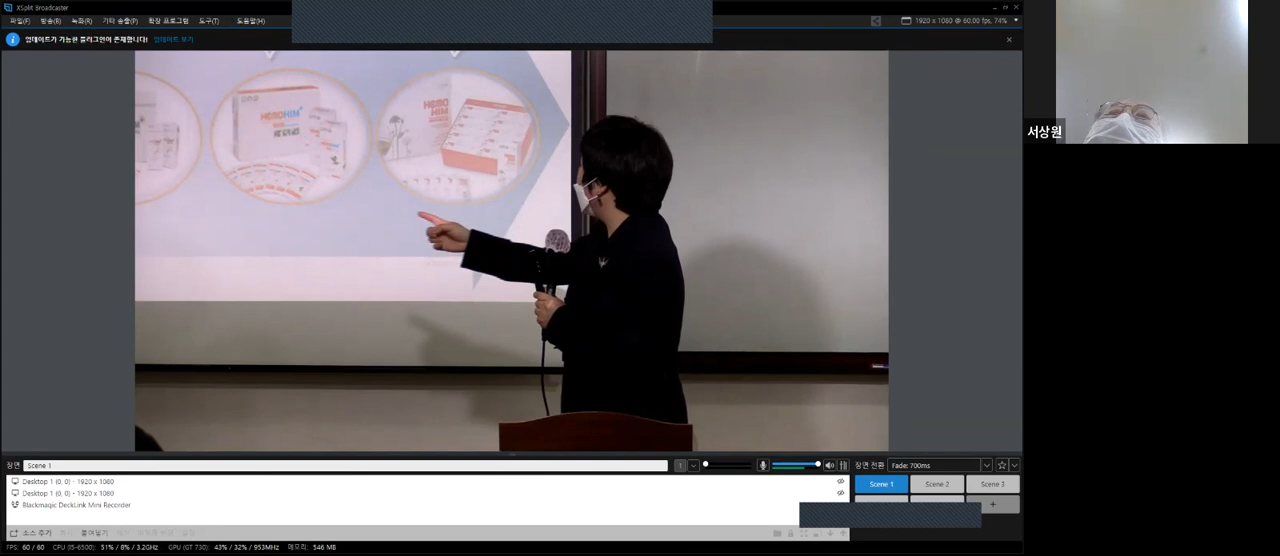 XSplit Broadcaster
파일(F) 방송(B) 녹화(R) 기타 송출(P) 확장 프로그램 도구(T) 도움말(H)
1920 x 1080 @ 60.00 fps, 74%
업데이트가 가능한 플러그인이 존재합니다! 업데이트 보기
HEMOHIM
HEMO
HIM
서상원
장면 Scene 1
1
장면 전환 Fade: 700ms
Desktop 1 (0, 0) - 1920 x 1080
Desktop 1 (0, 0) - 1920 x 1080
Blackmagic DeckLink Mini Recorder
Scene 1 Scene 2 Scene 3
소스 추가 붙여넣기
FPS: 60 / 60 CPU (i5-6500): 51% / 8% / 3.2GHz GPU (GT 730): 43% / 32% / 953MHz 메모리: 546 MB